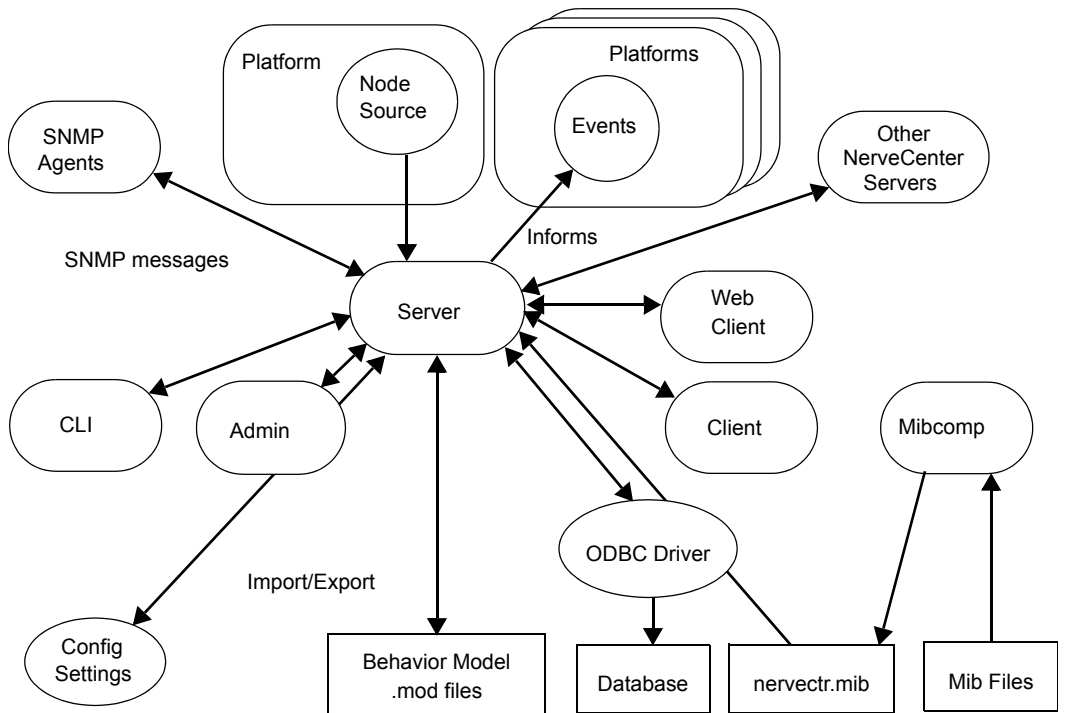 Platform
Node
Source
Platforms
Events
SNMP
Agents
Other
NerveCenter
Servers
Informs
SNMP messages
Server
Web
Client
CLI
Admin
Client
Mibcomp
ODBC Driver
Import/Export
Config
Settings
Behavior Model
.mod files
Database
nervectr.mib
Mib Files